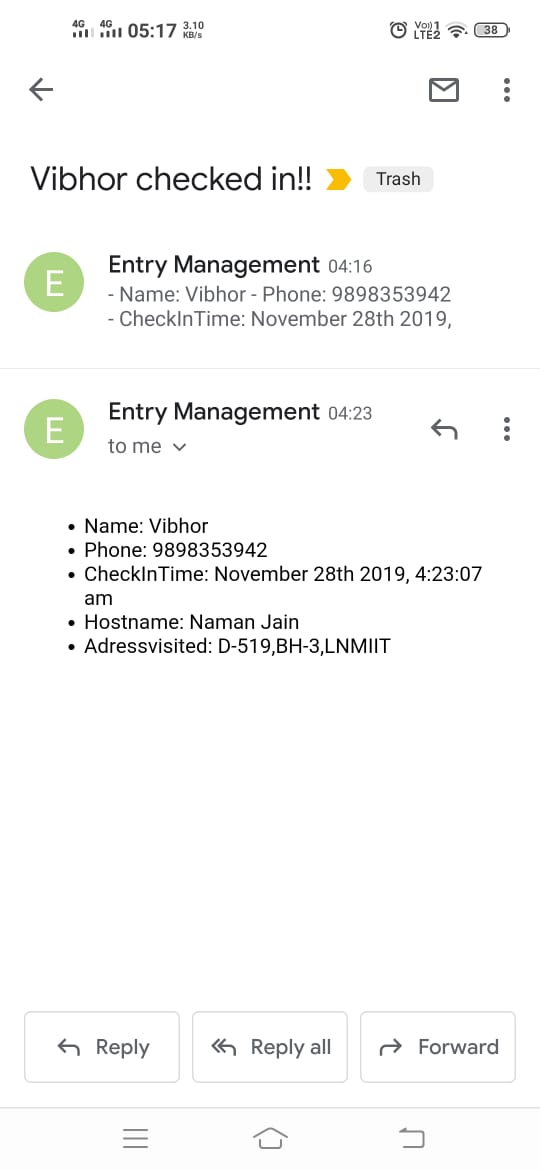 4G 4G 05:17 3.10 KB/s Vo))1 LTE2 38
Vibhor checked in!! Trash
E
Entry Management 04:16
- Name: Vibhor - Phone: 9898353942
- CheckInTime: November 28th 2019,
E
Entry Management 04:23
to me
• Name: Vibhor
• Phone: 9898353942
• CheckInTime: November 28th 2019, 4:23:07
am
• Hostname: Naman Jain
• Adressvisited: D-519,BH-3,LNMIIT
Reply Reply all Forward